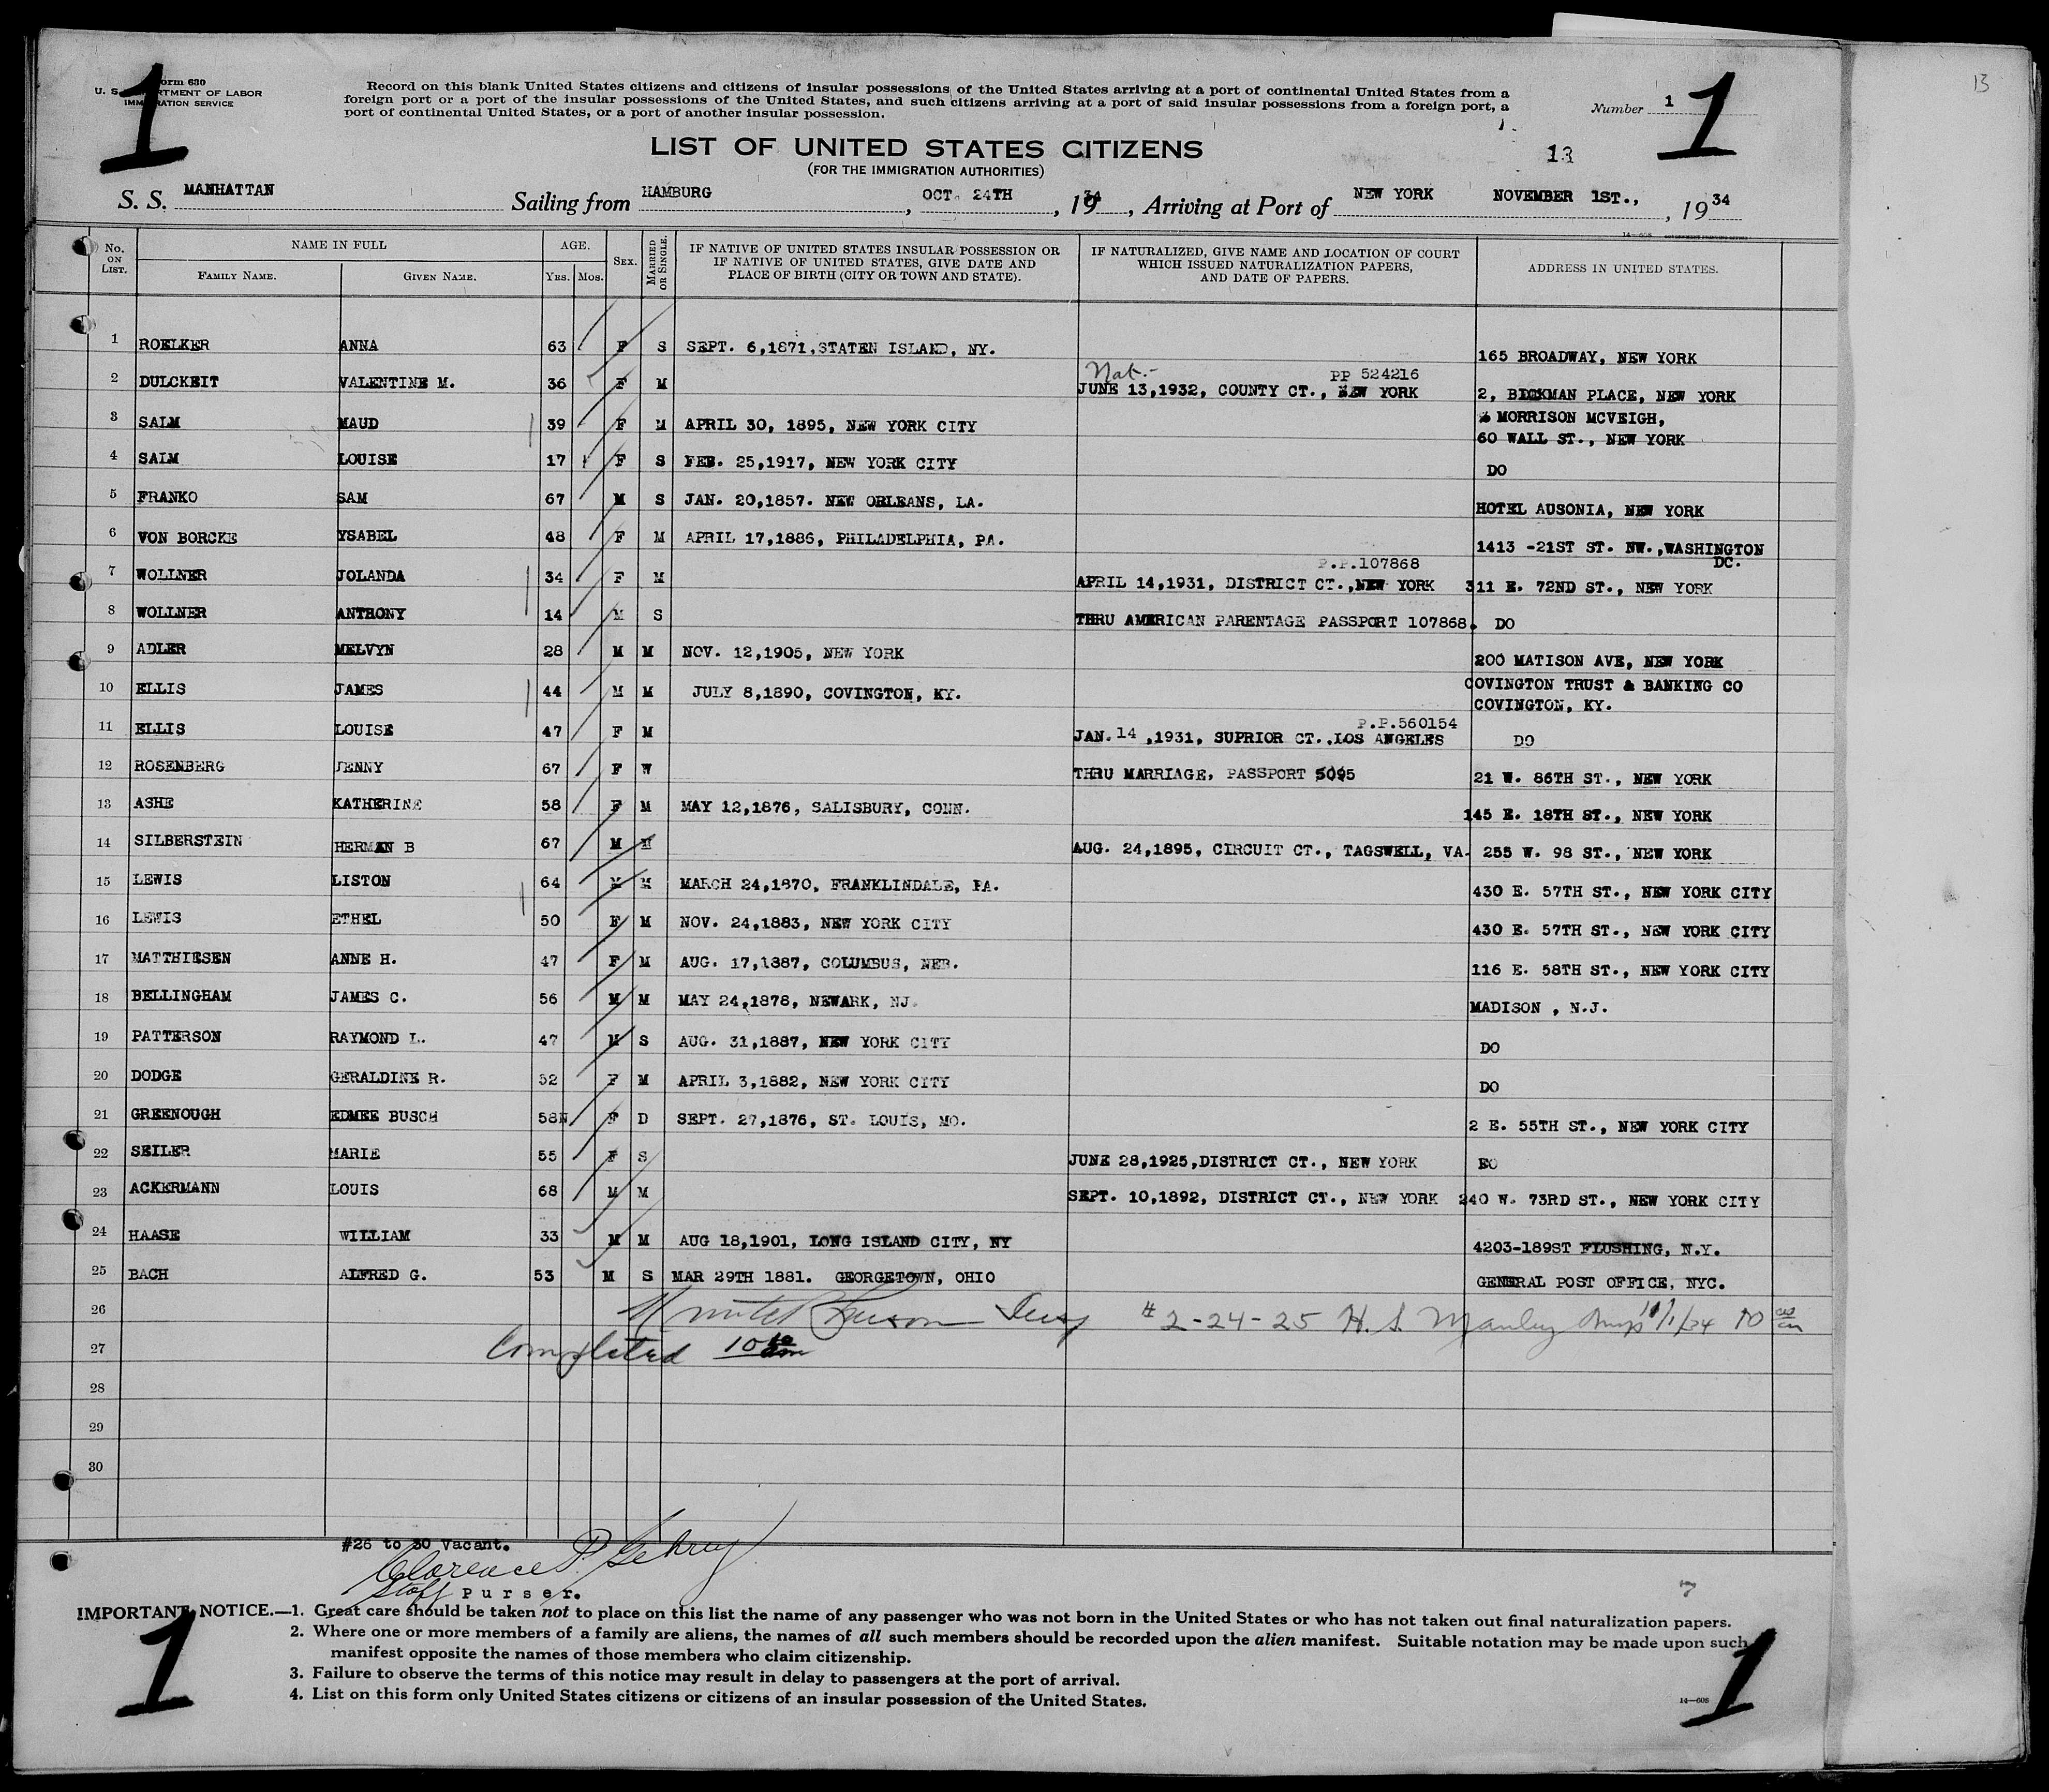 1
Form 630
U. S. DEPARTMENT OF LABOR
IMMIGRATION SERVICE
Record on this blank United States citizens and citizens of insular possessions of the United States arriving at a port of continental United States from a
foreign port or a port of the insular possessions of the United States, and such citizens arriving at a port of said insular possessions from a foreign port, a
port of continental United States, or a port of another insular possession.
Number 1
1
13
LIST OF UNITED STATES CITIZENS
(FOR THE IMMIGRATION AUTHORITIES)
13
S. S. MANHATTAN Sailing from HAMBURG, OCT. 24TH, 1934, Arriving at Port of NEW YORK NOVEMBER 1ST., , 1934
No. ON LIST. NAME IN FULL FAMILY NAME. GIVEN NAME. AGE. YRS. MOS. SEX. MARRIED OR SINGLE. IF NATIVE OF UNITED STATES INSULAR POSSESSION OR IF NATIVE OF UNITED STATES, GIVE DATE AND PLACE OF BIRTH (CITY OR TOWN AND STATE). IF NATURALIZED, GIVE NAME AND LOCATION OF COURT WHICH ISSUED NATURALIZATION PAPERS, AND DATE OF PAPERS. ADDRESS IN UNITED STATES.
1 ROELKER ANNA 63 F S SEPT. 6,1871,STATEN ISLAND, NY. 165 BROADWAY, NEW YORK
Nat.- PP 524216
2 DULCKEIT VALENTINE M. 36 F M JUNE 13,1932, COUNTY CT., NEW YORK 2, BECKMAN PLACE, NEW YORK
3 SALM MAUD 39 F M APRIL 30, 1895, NEW YORK CITY % MORRISON MCVEIGH,
60 WALL ST., NEW YORK
4 SALM LOUISE 17 F S FEB. 25,1917, NEW YORK CITY DO
5 FRANKO SAM 67 M S JAN. 20,1857. NEW ORLEANS, LA. HOTEL AUSONIA, NEW YORK
6 VON BORCKE YSABEL 48 F M APRIL 17,1886, PHILADELPHIA, PA. 1413 -21ST ST. NW.,WASHINGTON
DC.
P.P.107868
7 WOLLNER JOLANDA 34 F M APRIL 14,1931, DISTRICT CT.,NEW YORK 311 E. 72ND ST., NEW YORK
8 WOLLNER ANTHONY 14 M S THRU AMERICAN PARENTAGE PASSPORT 107868. DO
9 ADLER MELVYN 28 M M NOV. 12,1905, NEW YORK 200 MATISON AVE, NEW YORK
10 ELLIS JAMES 44 M M JULY 8,1890, COVINGTON, KY. COVINGTON TRUST & BANKING CO
COVINGTON, KY.
P.P.560154
11 ELLIS LOUISE 47 F M JAN. 14 ,1931, SUPRIOR CT.,LOS ANGELES DO
12 ROSENBERG JENNY 67 F W THRU MARRIAGE, PASSPORT 5095 21 W. 86TH ST., NEW YORK
13 ASHE KATHERINE 58 F M MAY 12,1876, SALISBURY, CONN. 145 E. 18TH ST., NEW YORK
14 SILBERSTEIN HERMAN B 67 M M AUG. 24,1895, CIRCUIT CT., TAGSWELL, VA. 255 W. 98 ST., NEW YORK
15 LEWIS LISTON 64 M M MARCH 24,1870, FRANKLINDALE, PA. 430 E. 57TH ST., NEW YORK CITY
16 LEWIS ETHEL 50 F M NOV. 24,1883, NEW YORK CITY 430 E. 57TH ST., NEW YORK CITY
17 MATTHIESEN ANNE H. 47 F M AUG. 17,1887, COLUMBUS, NEB. 116 E. 58TH ST., NEW YORK CITY
18 BELLINGHAM JAMES C. 56 M M MAY 24,1878, NEWARK, NJ. MADISON , N.J.
19 PATTERSON RAYMOND L. 47 M S AUG. 31,1887, NEW YORK CITY DO
20 DODGE GERALDINE R. 52 F M APRIL 3,1882, NEW YORK CITY DO
21 GREENOUGH EDMEE BUSCH 58 F D SEPT. 27,1876, ST. LOUIS, MO. 2 E. 55TH ST., NEW YORK CITY
22 SEILER MARIE 55 F S JUNE 28,1925,DISTRICT CT., NEW YORK
23 ACKERMANN LOUIS 68 M M SEPT. 10,1892, DISTRICT CT., NEW YORK 240 W. 73RD ST., NEW YORK CITY
24 HAASE WILLIAM 33 M M AUG 18,1901, LONG ISLAND CITY, NY 4203-189ST FLUSHING, N.Y.
25 BACH ALFRED G. 53 M S MAR 29TH 1881. GEORGETOWN, OHIO GENERAL POST OFFICE, NYC.
26 # 2-24-25 H. S. Manley Insp 11/1/34 10
27 Completed 10
28
29
30
#26 to 30 Vacant.
Clarence P. Gehrug
Staff Purser.
7
IMPORTANT NOTICE.—1. Great care should be taken not to place on this list the name of any passenger who was not born in the United States or who has not taken out final naturalization papers.
2. Where one or more members of a family are aliens, the names of all such members should be recorded upon the alien manifest. Suitable notation may be made upon such
manifest opposite the names of those members who claim citizenship.
3. Failure to observe the terms of this notice may result in delay to passengers at the port of arrival.
4. List on this form only United States citizens or citizens of an insular possession of the United States.
14—606
1
1